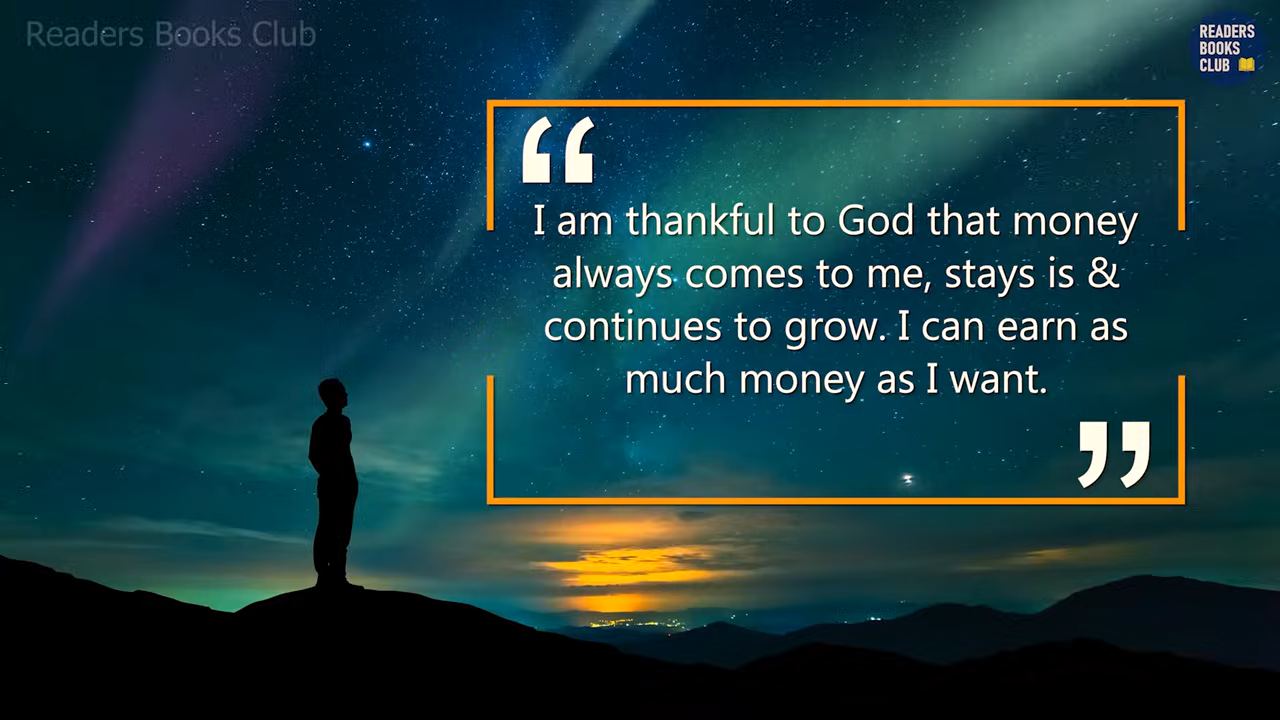 Readers Books Club
READERS
BOOKS
CLUB
“
I am thankful to God that money
always comes to me, stays is &
continues to grow. I can earn as
much money as I want.
”